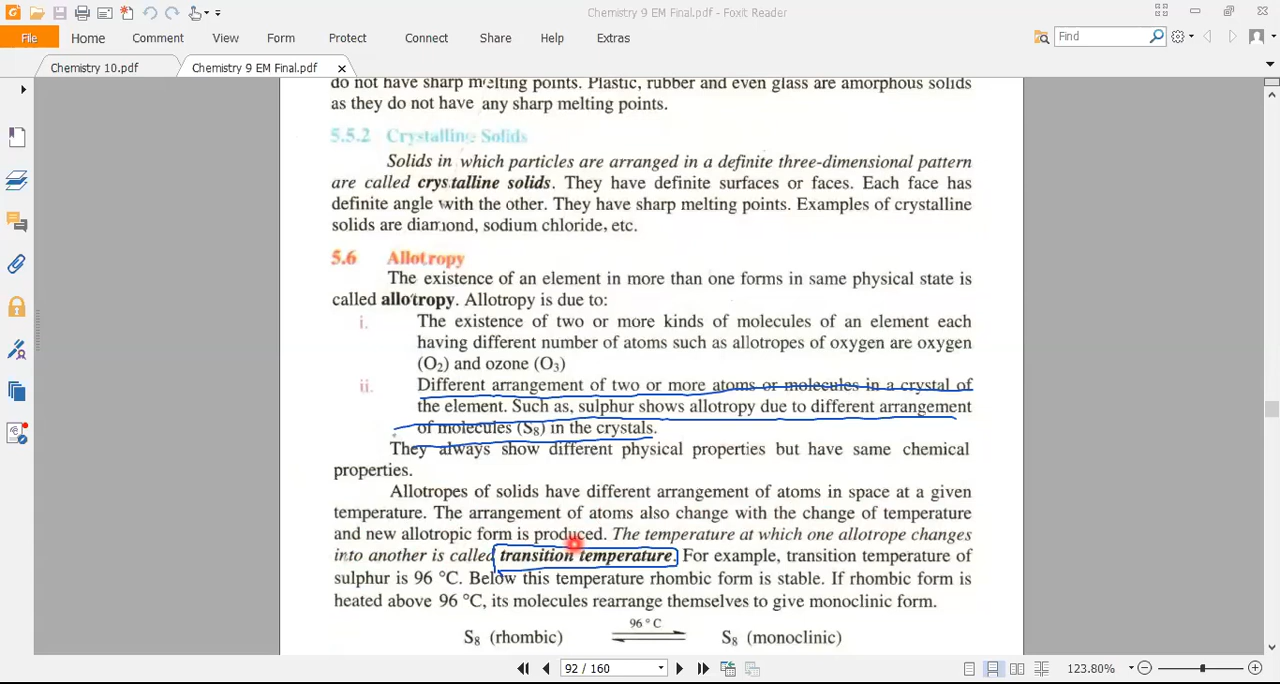 Chemistry 9 EM Final.pdf - Foxit Reader
File Home Comment View Form Protect Connect Share Help Extras Find
Chemistry 10.pdf Chemistry 9 EM Final.pdf
do not have sharp melting points. Plastic, rubber and even glass are amorphous solids
as they do not have any sharp melting points.
5.5.2 Crystalline Solids
Solids in which particles are arranged in a definite three-dimensional pattern
are called crystalline solids. They have definite surfaces or faces. Each face has
definite angle with the other. They have sharp melting points. Examples of crystalline
solids are diamond, sodium chloride, etc.
5.6 Allotropy
The existence of an element in more than one forms in same physical state is
called allotropy. Allotropy is due to:
i. The existence of two or more kinds of molecules of an element each
having different number of atoms such as allotropes of oxygen are oxygen
(O2) and ozone (O3)
ii. Different arrangement of two or more atoms or molecules in a crystal of
the element. Such as, sulphur shows allotropy due to different arrangement
of molecules (S8) in the crystals.
They always show different physical properties but have same chemical
properties.
Allotropes of solids have different arrangement of atoms in space at a given
temperature. The arrangement of atoms also change with the change of temperature
and new allotropic form is produced. The temperature at which one allotrope changes
into another is called transition temperature. For example, transition temperature of
sulphur is 96 °C. Below this temperature rhombic form is stable. If rhombic form is
heated above 96 °C, its molecules rearrange themselves to give monoclinic form.
96 °C
S8 (rhombic) S8 (monoclinic)
92 / 160 123.80%